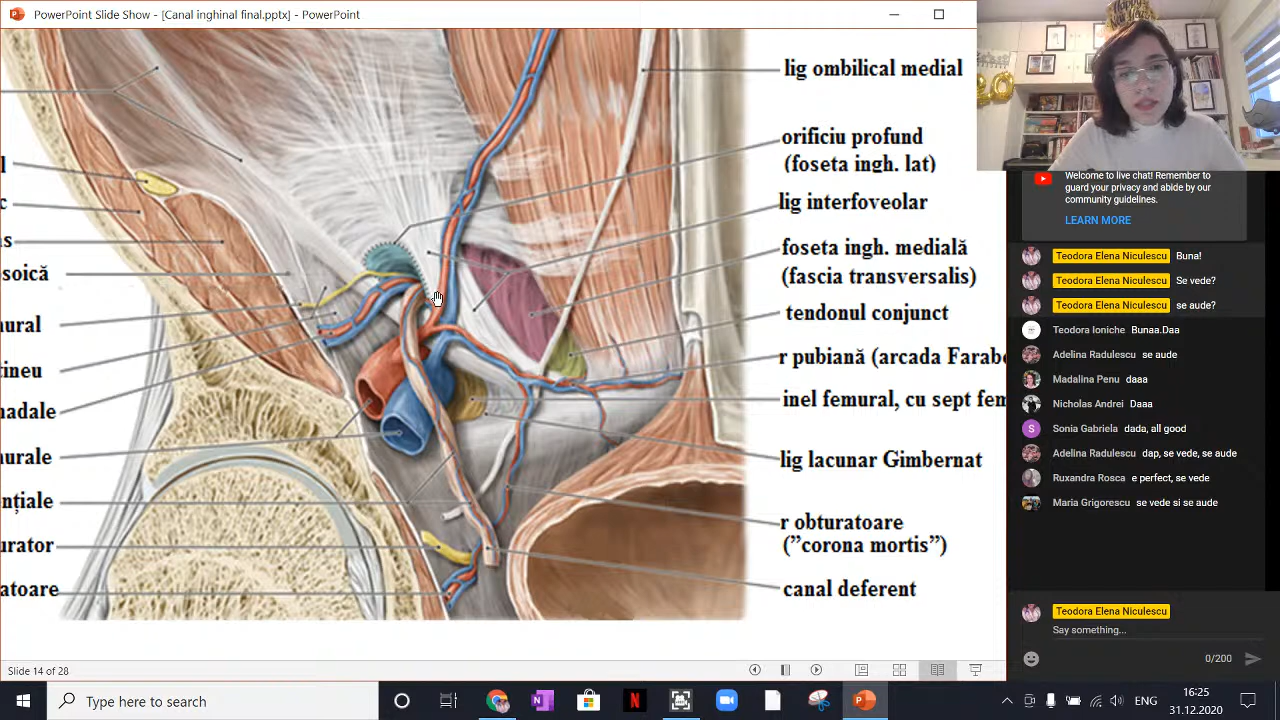 PowerPoint Slide Show - [Canal inghinal final.pptx] - PowerPoint
lig ombilical medial
orificiu profund
(foseta ingh. lat)
lig interfoveolar
foseta ingh. medială
(fascia transversalis)
tendonul conjunct
r pubiană (arcada Farabe
inel femural, cu sept fem
lig lacunar Gimbernat
r obturatoare
(”corona mortis”)
canal deferent
l
c
as
soică
ural
tineu
nadale
urale
nțiale
urator
atoare
Slide 14 of 28
20
Welcome to live chat! Remember to
guard your privacy and abide by our
community guidelines.
LEARN MORE
Teodora Elena Niculescu Buna!
Teodora Elena Niculescu Se vede?
Teodora Elena Niculescu se aude?
Teodora Ioniche Bunaa.Daa
Adelina Radulescu se aude
Madalina Penu daaa
Nicholas Andrei Daaa
S Sonia Gabriela dada, all good
Adelina Radulescu dap, se vede, se aude
Ruxandra Rosca e perfect, se vede
Maria Grigorescu se vede si se aude
Teodora Elena Niculescu
Say something...
0/200
Type here to search
ENG
16:25
31.12.2020